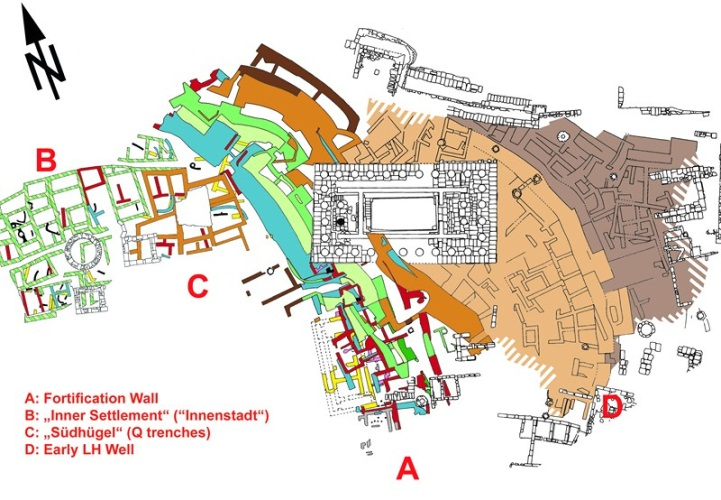 N
B
C
A: Fortification Wall
B: „Inner Settlement“ (“Innenstadt“)
C: „Südhügel“ (Q trenches)
D: Early LH Well
D
A